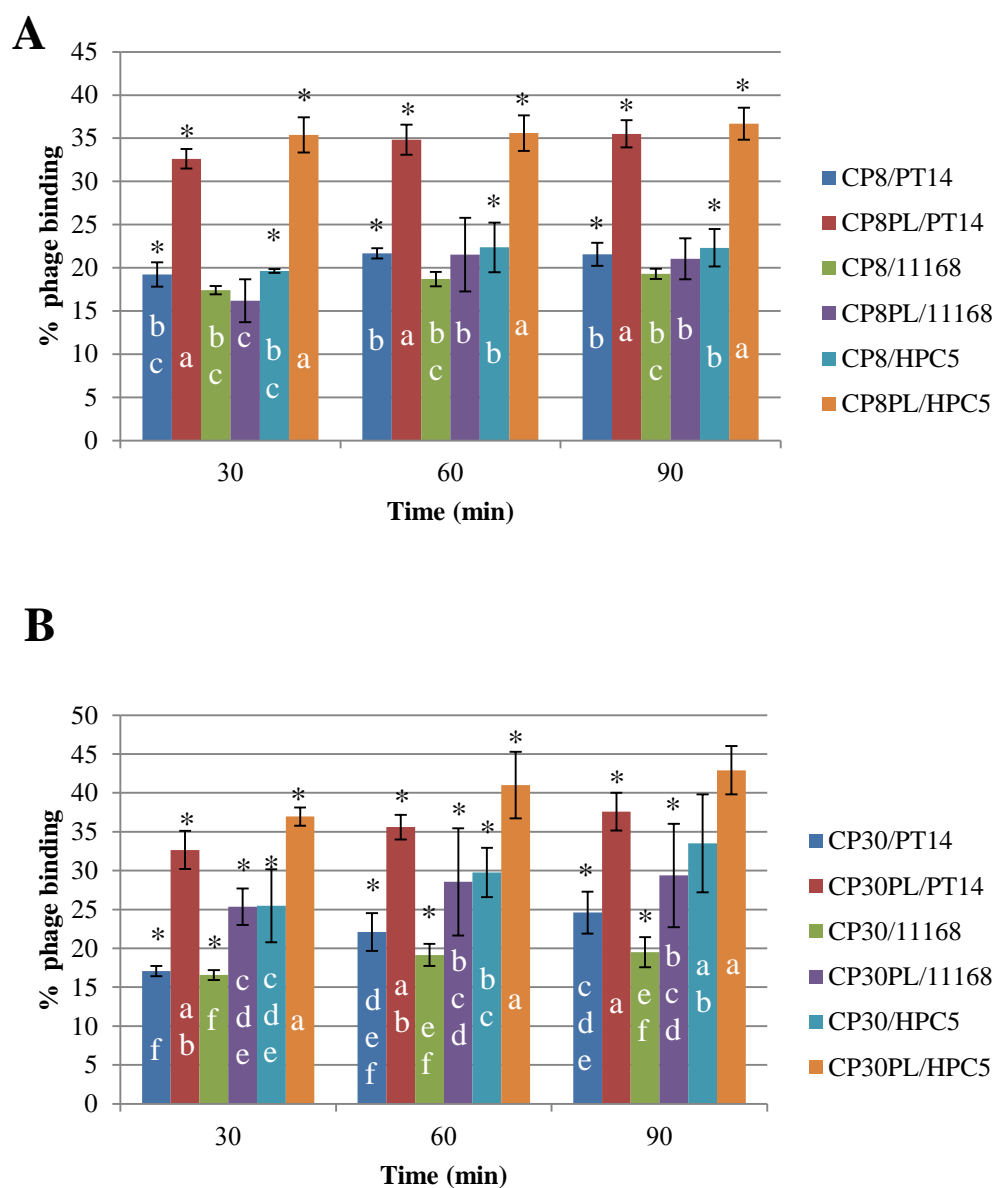 A
45
40
35
30
25
20
15
10
5
0
% phage binding
* * * * * * * * * * * *
b c a b c c b c a
b a b c b b a
b a b c b b a
30 60 90
Time (min)
CP8/PT14
CP8PL/PT14
CP8/11168
CP8PL/11168
CP8/HPC5
CP8PL/HPC5
B
50
45
40
35
30
25
20
15
10
5
0
% phage binding
* * * * * * * * * * * * * * * *
f a b f c d e c d e a
d e f a b e f b c d b c a
c d e a e f b c d a b a
30 60 90
Time (min)
CP30/PT14
CP30PL/PT14
CP30/11168
CP30PL/11168
CP30/HPC5
CP30PL/HPC5